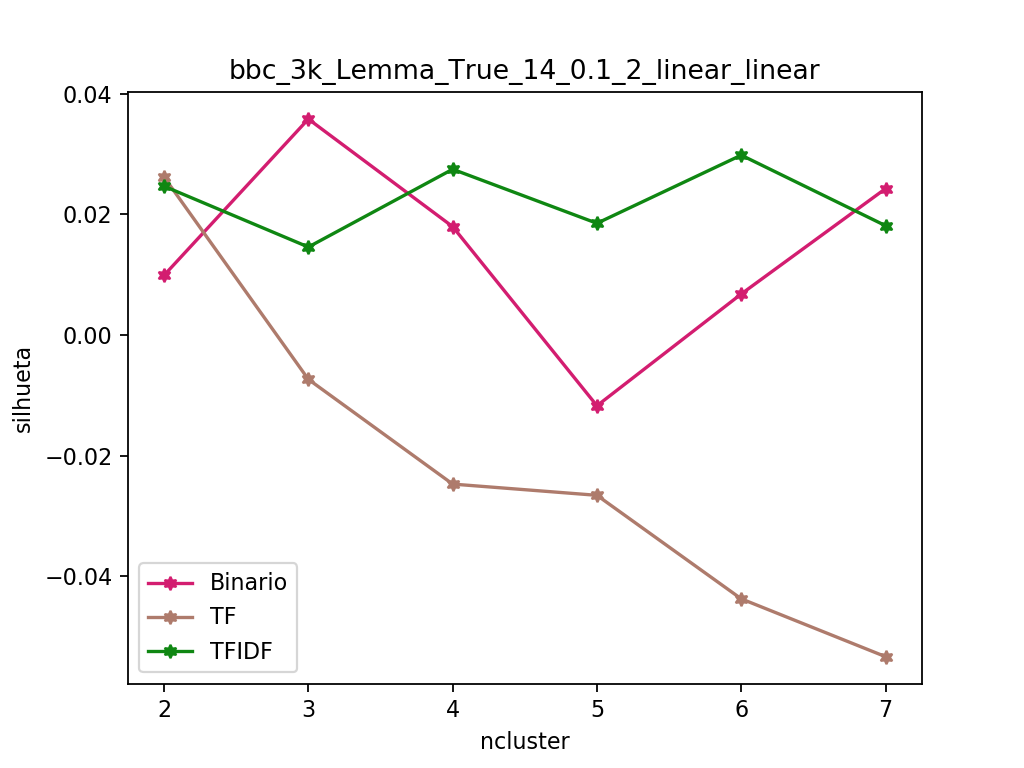 bbc_3k_Lemma_True_14_0.1_2_linear_linear
0.04
0.02
0.00
−0.02
−0.04
silhueta
Binario
TF
TFIDF
2 3 4 5 6 7
ncluster